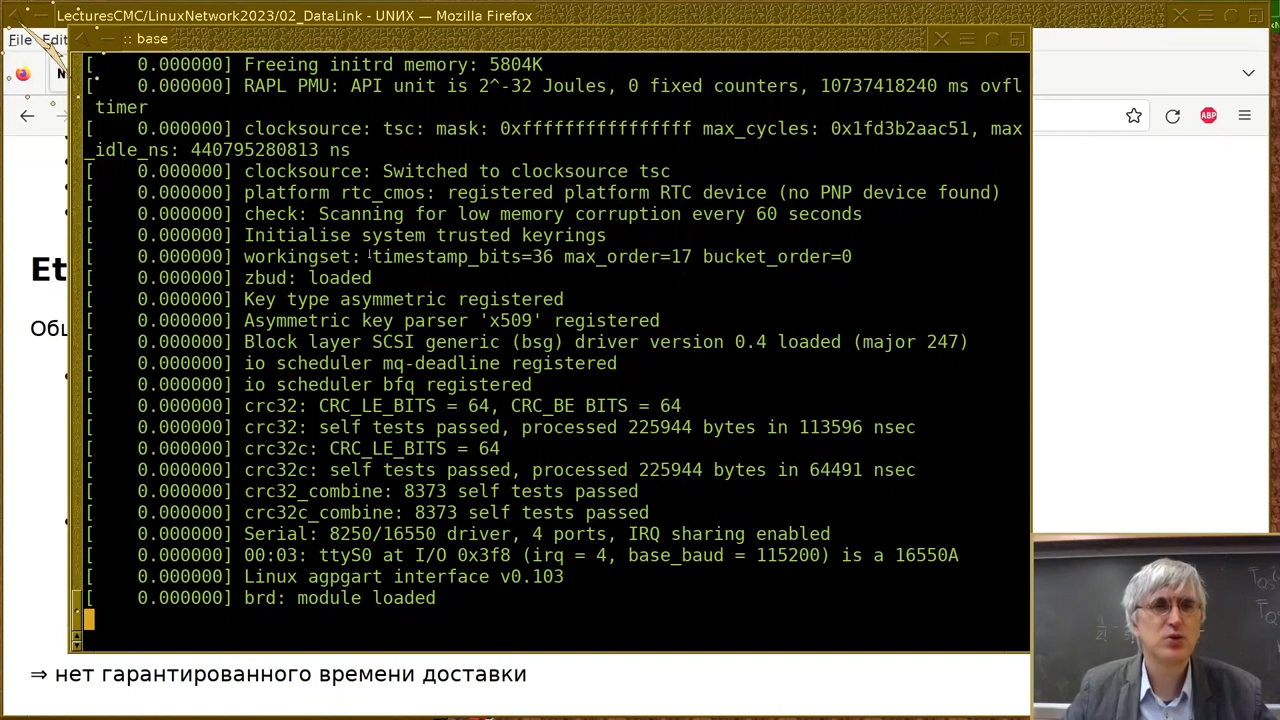 LecturesCMC/LinuxNetwork2023/02_DataLink - UNИX — Mozilla Firefox
File Edit
:: base
[    0.000000] Freeing initrd memory: 5804K
[    0.000000] RAPL PMU: API unit is 2^-32 Joules, 0 fixed counters, 10737418240 ms ovfl
timer
[    0.000000] clocksource: tsc: mask: 0xffffffffffffffff max_cycles: 0x1fd3b2aac51, max
_idle_ns: 440795280813 ns
[    0.000000] clocksource: Switched to clocksource tsc
[    0.000000] platform rtc_cmos: registered platform RTC device (no PNP device found)
[    0.000000] check: Scanning for low memory corruption every 60 seconds
[    0.000000] Initialise system trusted keyrings
[    0.000000] workingset: timestamp_bits=36 max_order=17 bucket_order=0
[    0.000000] zbud: loaded
[    0.000000] Key type asymmetric registered
[    0.000000] Asymmetric key parser 'x509' registered
[    0.000000] Block layer SCSI generic (bsg) driver version 0.4 loaded (major 247)
[    0.000000] io scheduler mq-deadline registered
[    0.000000] io scheduler bfq registered
[    0.000000] crc32: CRC_LE_BITS = 64, CRC_BE BITS = 64
[    0.000000] crc32: self tests passed, processed 225944 bytes in 113596 nsec
[    0.000000] crc32c: CRC_LE_BITS = 64
[    0.000000] crc32c: self tests passed, processed 225944 bytes in 64491 nsec
[    0.000000] crc32_combine: 8373 self tests passed
[    0.000000] crc32c_combine: 8373 self tests passed
[    0.000000] Serial: 8250/16550 driver, 4 ports, IRQ sharing enabled
[    0.000000] 00:03: ttyS0 at I/O 0x3f8 (irq = 4, base_baud = 115200) is a 16550A
[    0.000000] Linux agpgart interface v0.103
[    0.000000] brd: module loaded
ABP
Et
Общ
⇒ нет гарантированного времени доставки